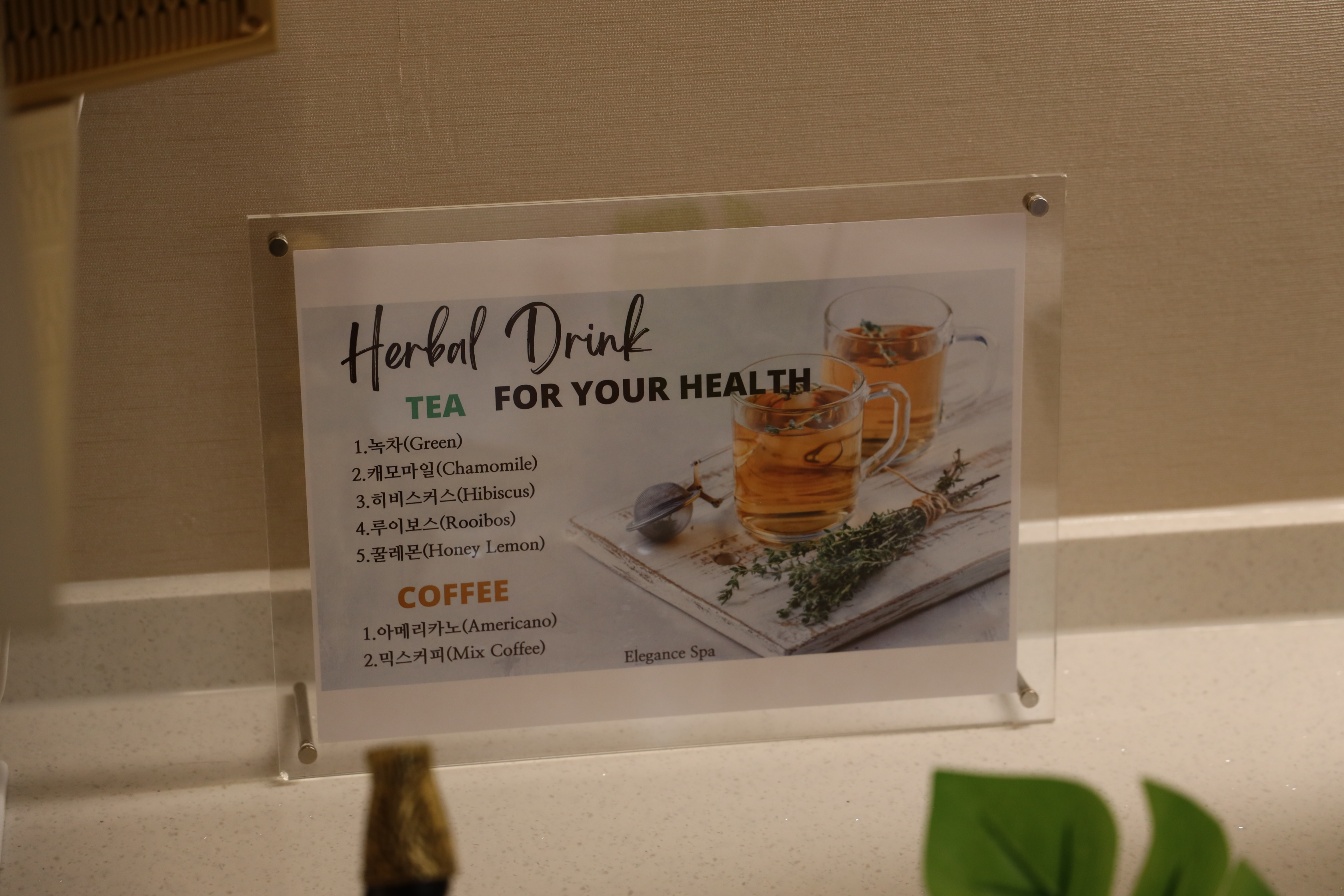 Herbal Drink
TEA FOR YOUR HEALTH
1.녹차(Green)
2.캐모마일(Chamomile)
3.히비스커스(Hibiscus)
4.루이보스(Rooibos)
5.꿀레몬(Honey Lemon)
COFFEE
1.아메리카노(Americano)
2.믹스커피(Mix Coffee)
Elegance Spa